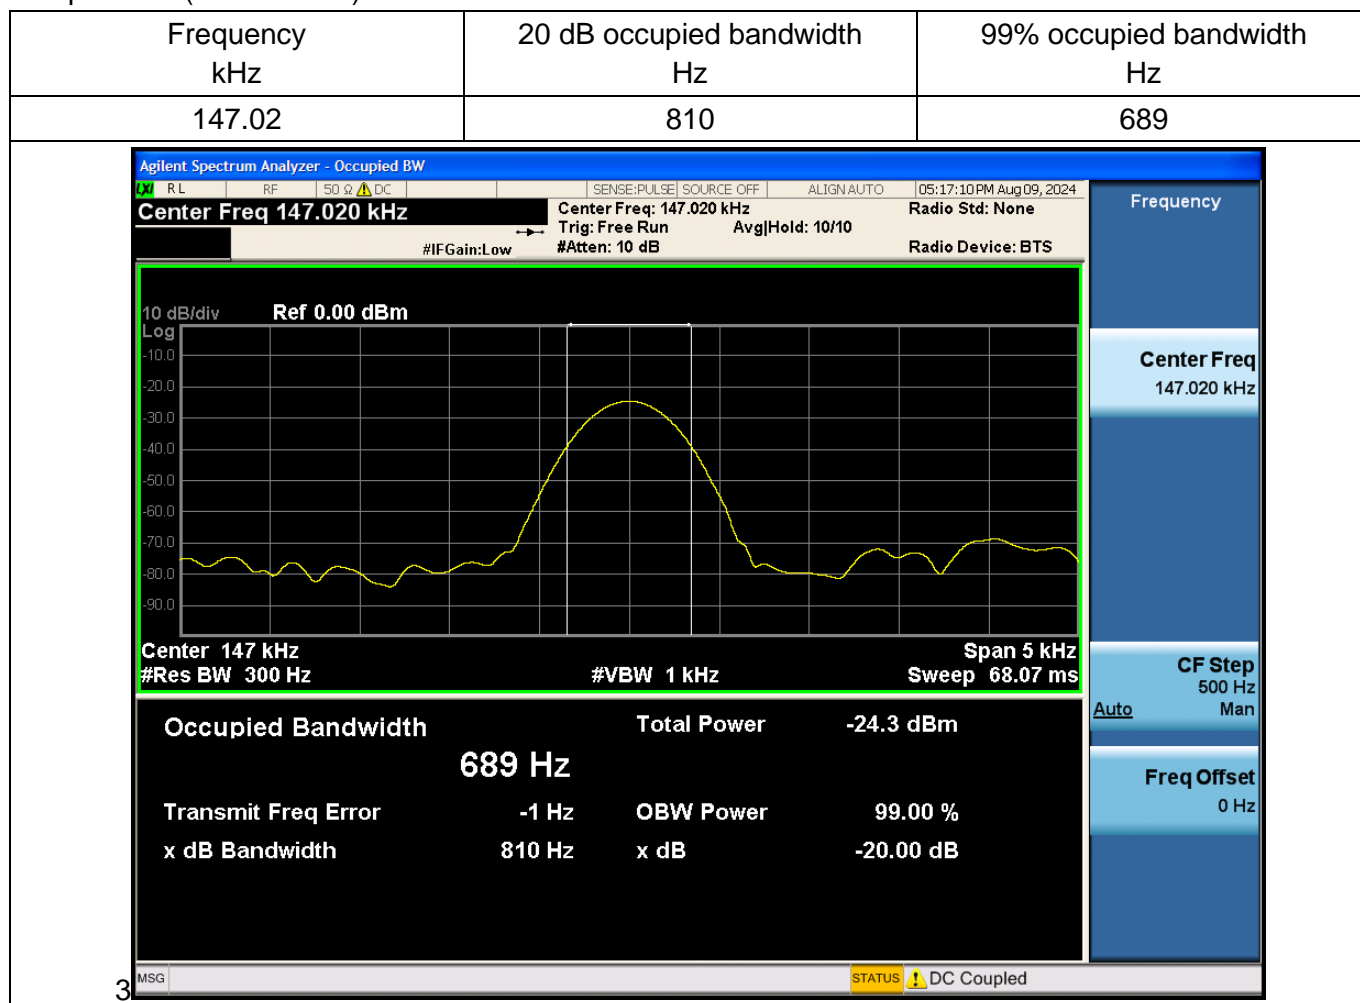 Frequency
kHz
20 dB occupied bandwidth
Hz
99% occupied bandwidth
Hz
147.02
810
689
Agilent Spectrum Analyzer - Occupied BW
LXI RL RF 50 Ω DC SENSE:PULSE SOURCE OFF ALIGN AUTO 05:17:10 PM Aug 09, 2024
Center Freq 147.020 kHz
Center Freq: 147.020 kHz
Radio Std: None
Trig: Free Run Avg|Hold: 10/10
#IFGain:Low
#Atten: 10 dB
Radio Device: BTS
Frequency
10 dB/div Ref 0.00 dBm
Log
-10.0
-20.0
-30.0
-40.0
-50.0
-60.0
-70.0
-80.0
-90.0
Center 147 kHz
Span 5 kHz
#Res BW 300 Hz
#VBW 1 kHz
Sweep 68.07 ms
Occupied Bandwidth
689 Hz
Total Power -24.3 dBm
Transmit Freq Error -1 Hz
OBW Power 99.00 %
x dB Bandwidth 810 Hz
x dB -20.00 dB
Center Freq
147.020 kHz
CF Step
500 Hz
Auto Man
Freq Offset
0 Hz
MSG
STATUS DC Coupled
3